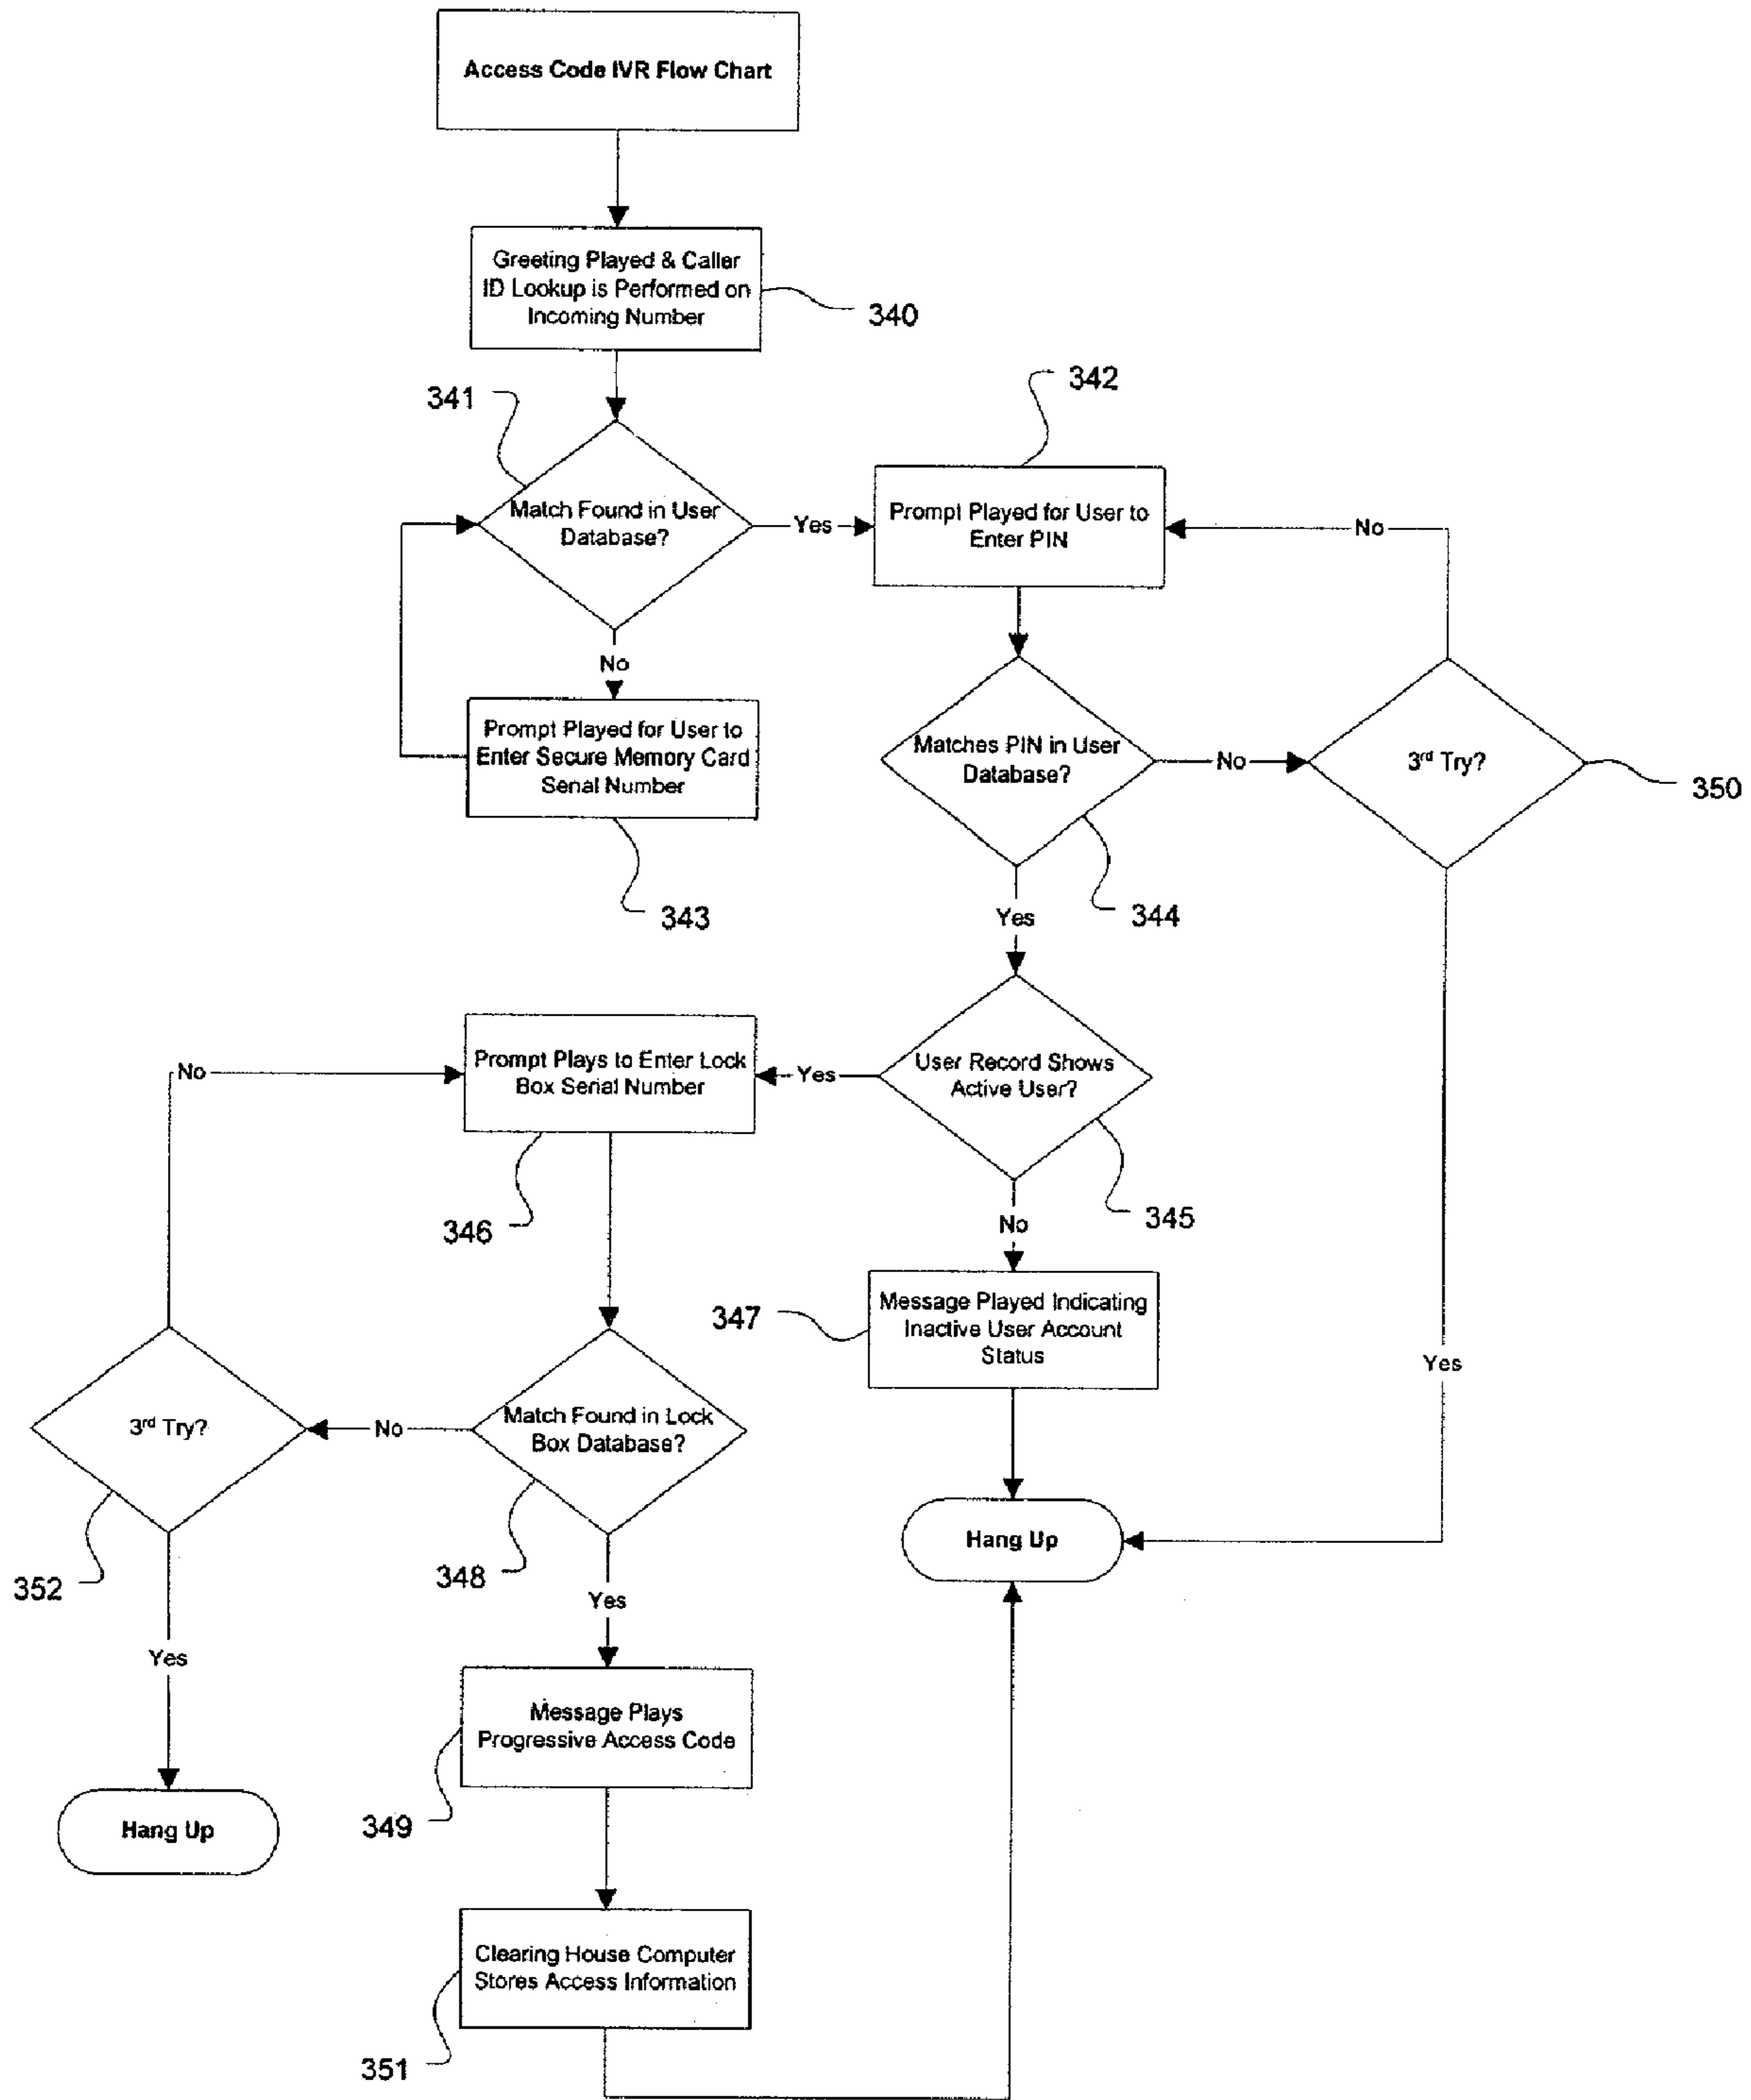 Access Code IVR Flow Chart
Greeting Played & Caller
ID Lookup is Performed on
Incoming Number
340
341
342
Match Found in User
Database?
Yes
Prompt Played for User to
Enter PIN
No
No
Prompt Played for User to
Enter Secure Memory Card
Serial Number
343
Matches PIN in User
Database?
No
3rd Try?
350
344
Yes
Prompt Plays to Enter Lock
Box Serial Number
Yes
User Record Shows
Active User?
No
346
345
No
347
Message Played Indicating
Inactive User Account
Status
Yes
3rd Try?
No
Match Found in Lock
Box Database?
352
348
Hang Up
Yes
Yes
Message Plays
Progressive Access Code
349
Hang Up
Clearing House Computer
Stores Access Information
351